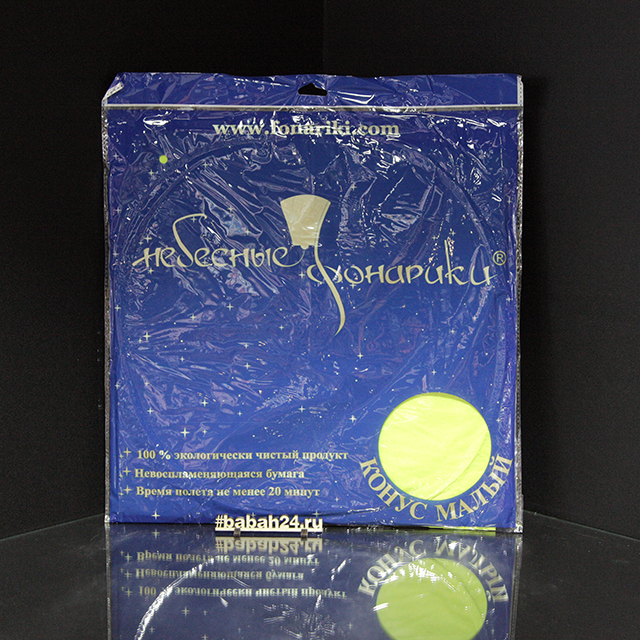 www.fonariki.com
небесные фонарики®
100 % экологически чистый продукт
Невоспламеняющаяся бумага
Время полета не менее 20 минут
КОНУС МАЛЫЙ
#babah24.ru